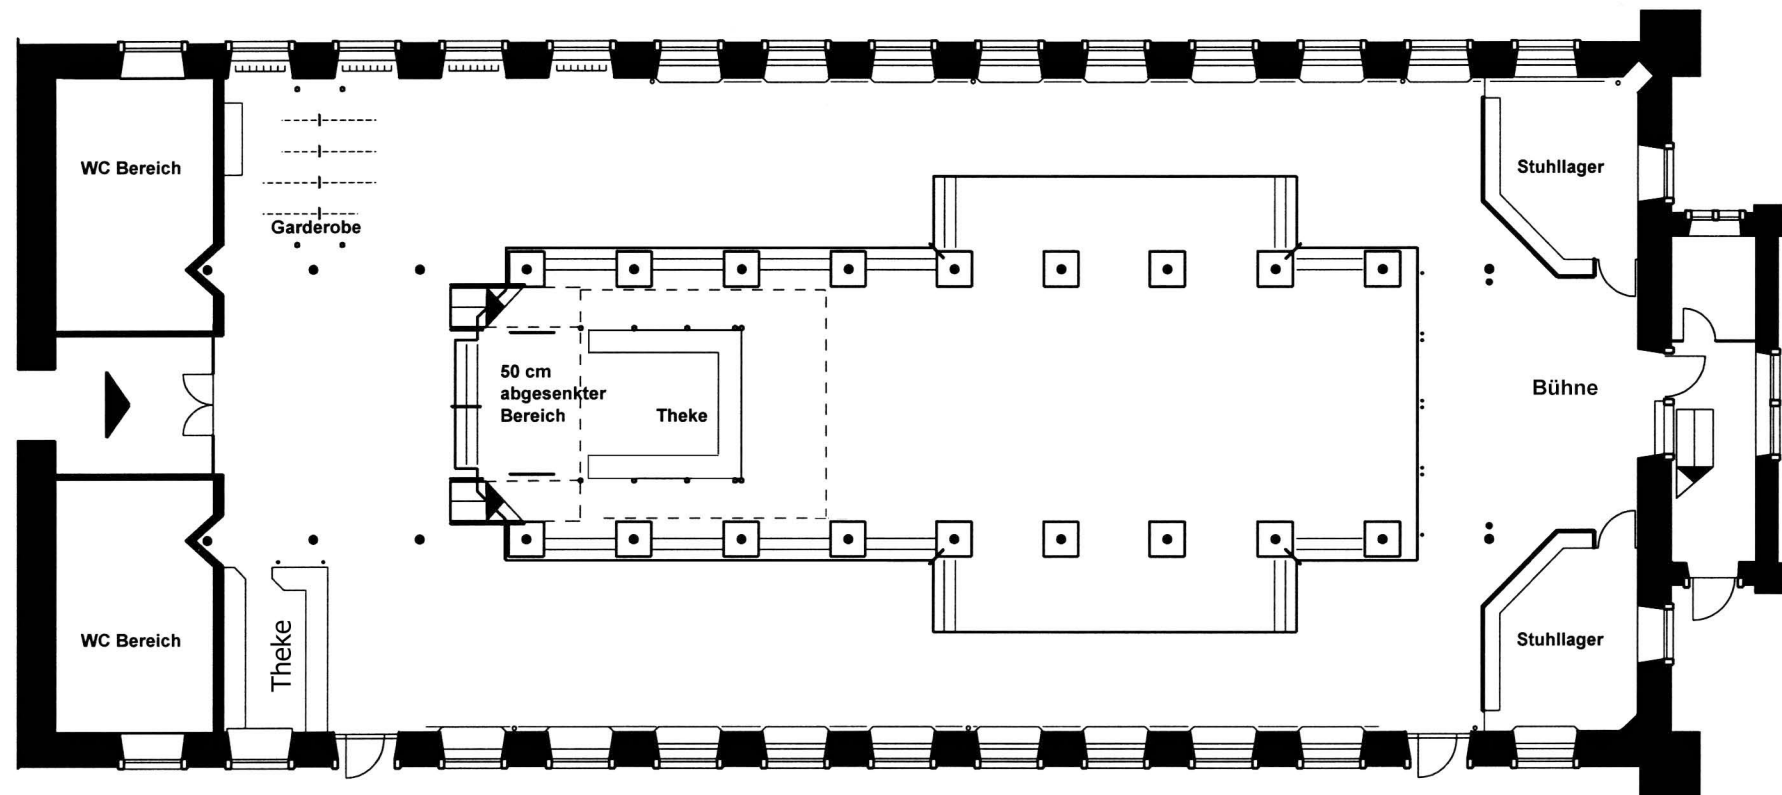 WC Bereich
Stuhllager
Garderobe
50 cm
abgesenkter
Bereich
Theke
Bühne
WC Bereich
Theke
Stuhllager